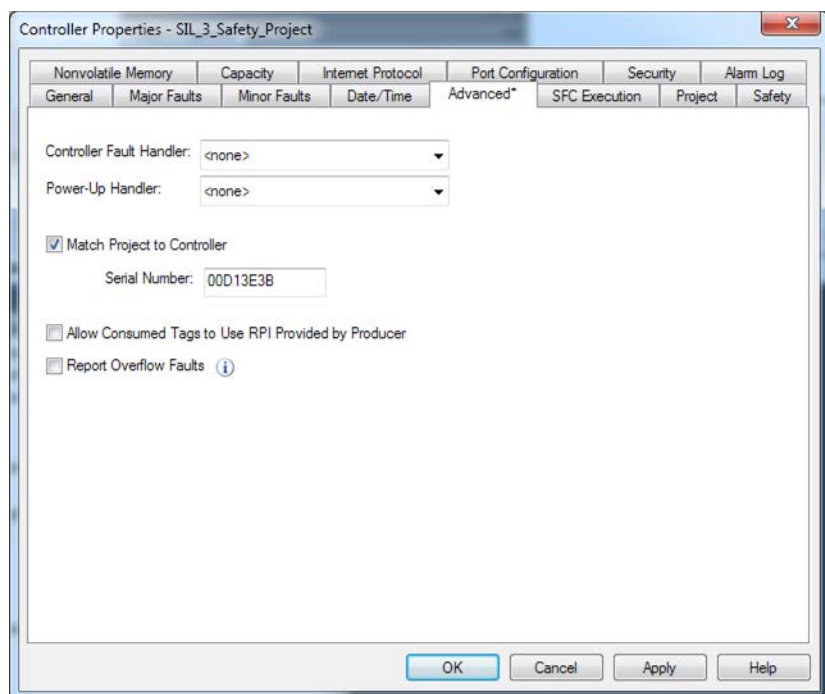 Controller Properties - SIL_3_Safety_Project
Nonvolatile Memory Capacity Internet Protocol Port Configuration Security Alarm Log
General Major Faults Minor Faults Date/Time Advanced* SFC Execution Project Safety
Controller Fault Handler: <none>
Power-Up Handler: <none>
Match Project to Controller
Serial Number: 00D13E3B
Allow Consumed Tags to Use RPI Provided by Producer
Report Overflow Faults
OK Cancel Apply Help